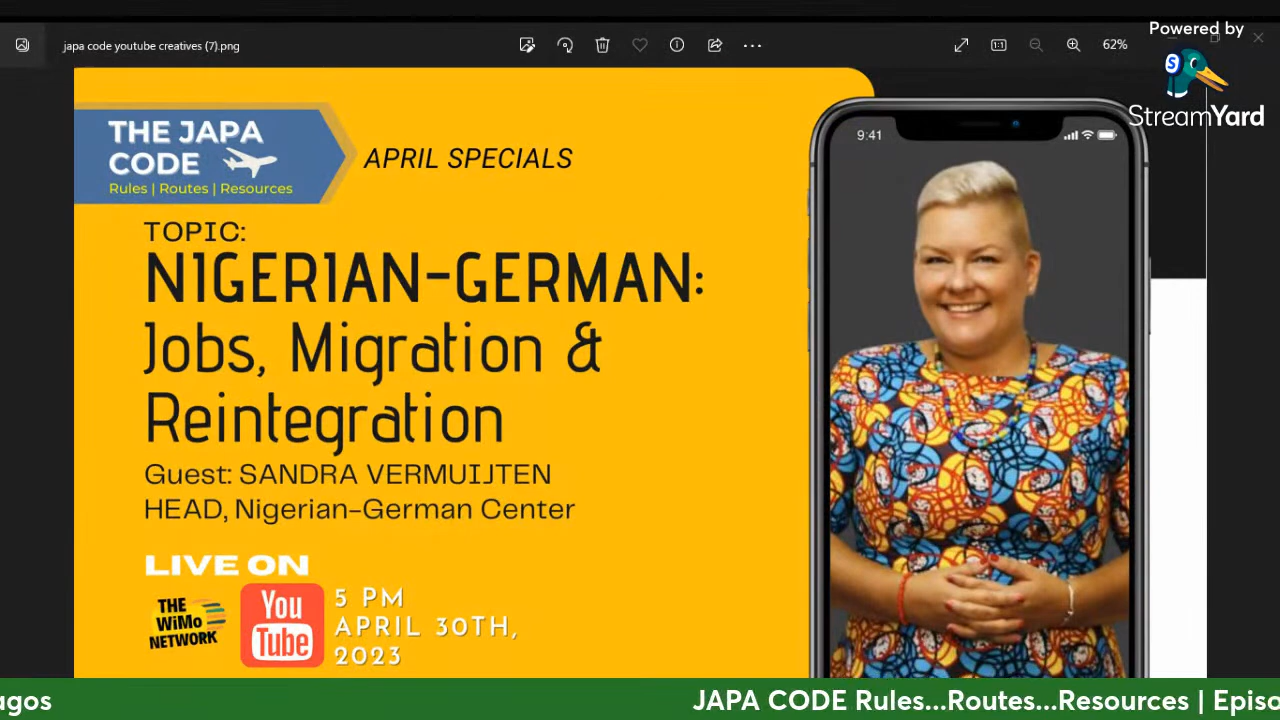 japa code youtube creatives (7).png
62%
Powered by
StreamYard
THE JAPA
CODE
Rules | Routes | Resources
APRIL SPECIALS
9:41
TOPIC:
NIGERIAN-GERMAN:
Jobs, Migration &
Reintegration
Guest: SANDRA VERMUIJTEN
HEAD, Nigerian-German Center
LIVE ON
THE
WiMo
NETWORK
You
Tube
5 PM
APRIL 30TH,
2023
agos
JAPA CODE Rules...Routes...Resources | Episo